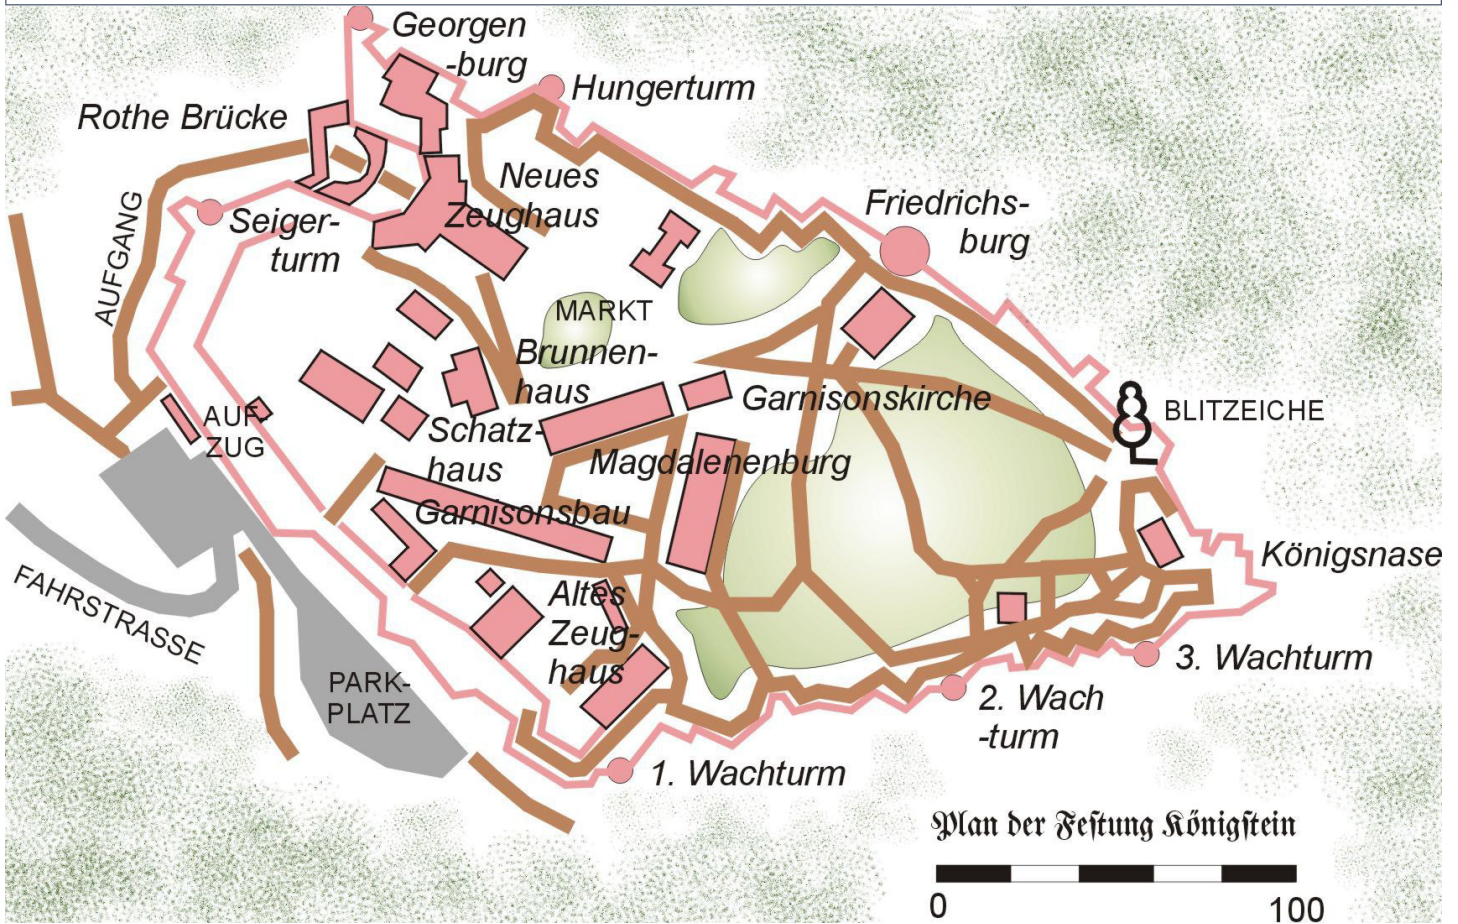 Georgen
-burg
Hungerturm
Rothe Brücke
Neues
Zeughaus
Friedrichs-
burg
Seiger-
turm
AUFGANG
MARKT
Brunnen-
haus
Garnisonskirche
BLITZEICHE
AUF-
ZUG
Schatz-
haus
Magdalenenburg
Garnisonsbau
Königsnase
FAHRSTRASSE
Altes
Zeug-
haus
PARK-
PLATZ
3. Wachturm
2. Wach
-turm
1. Wachturm
Plan der Feſtung Königſtein
0 100